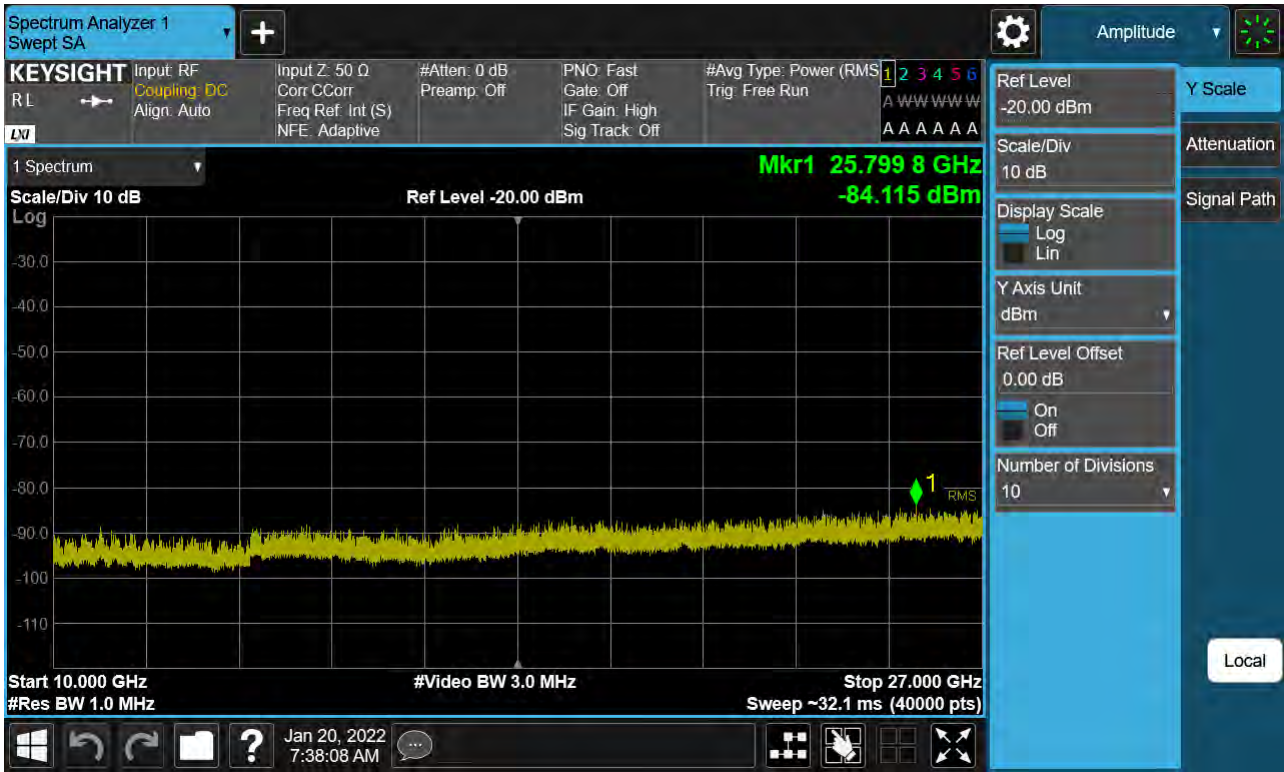 Spectrum Analyzer 1
Swept SA
+
Amplitude
KEYSIGHT
RL
LXI
Input: RF
Coupling: DC
Align: Auto
Input Z: 50 Ω
Corr CCorr
Freq Ref: Int (S)
NFE: Adaptive
#Atten: 0 dB
Preamp: Off
PNO: Fast
Gate: Off
IF Gain: High
Sig Track: Off
#Avg Type: Power (RMS
Trig: Free Run
1 2 3 4 5 6
A W W W W W
A A A A A A
1 Spectrum
Mkr1 25.799 8 GHz
-84.115 dBm
Scale/Div 10 dB
Ref Level -20.00 dBm
Log
-30.0
-40.0
-50.0
-60.0
-70.0
-80.0
-90.0
-100
-110
1
RMS
Start 10.000 GHz
#Video BW 3.0 MHz
Stop 27.000 GHz
#Res BW 1.0 MHz
Sweep ~32.1 ms (40000 pts)
Ref Level
-20.00 dBm
Scale/Div
10 dB
Display Scale
Log
Lin
Y Axis Unit
dBm
Ref Level Offset
0.00 dB
On
Off
Number of Divisions
10
Y Scale
Attenuation
Signal Path
Local
?
Jan 20, 2022
7:38:08 AM